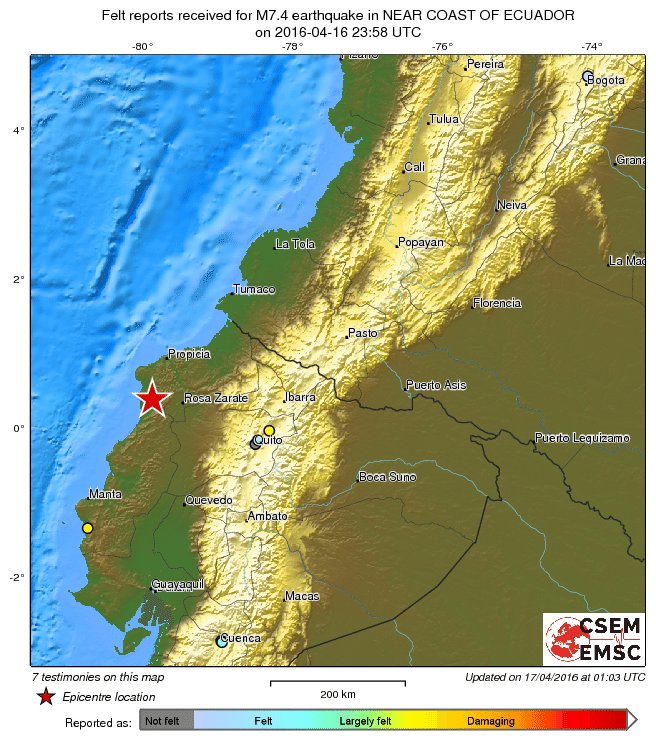 Felt reports received for M7.4 earthquake in NEAR COAST OF ECUADOR
on 2016-04-16 23:58 UTC
-80° -78° -76° -74°
Pereira
Bogota
4°
Tulua
Cali
Neiva
La Tola
Popayan
2°
Tumaco
Florencia
Propicia
Pasto
Puerto Asis
Rosa Zarate
Ibarra
0°
Quito
Puerto Leguizamo
Boca Suno
Manta
Quevedo
Ambato
-2°
Guayaquil
Macas
Cuenca
CSEM
EMSC
7 testimonies on this map
Updated on 17/04/2016 at 01:03 UTC
Epicentre location
200 km
Reported as: Not felt Felt Largely felt Damaging